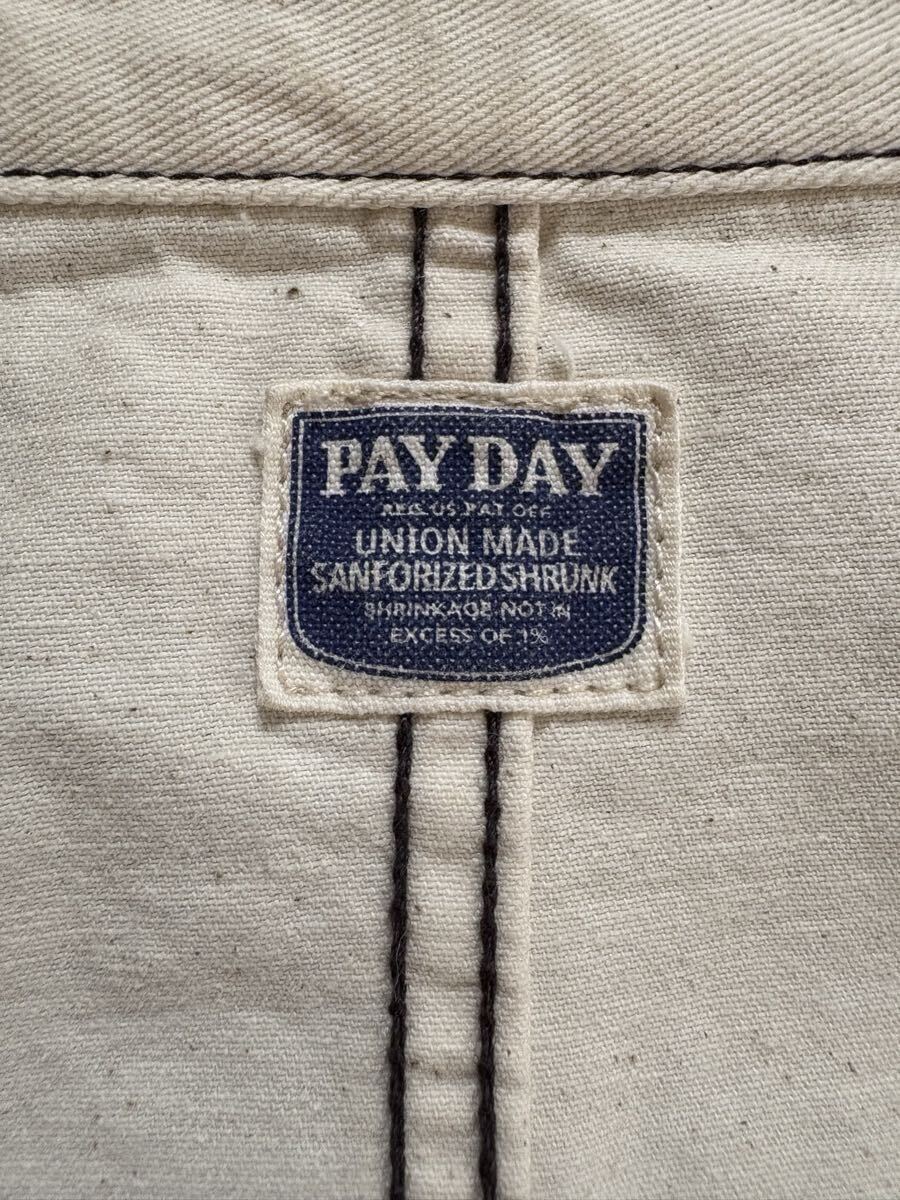 PAY DAY
REG. US. PAT. OFF
UNION MADE
SANFORIZED SHRUNK
SHRINKAGE NOT IN
EXCESS OF 1%